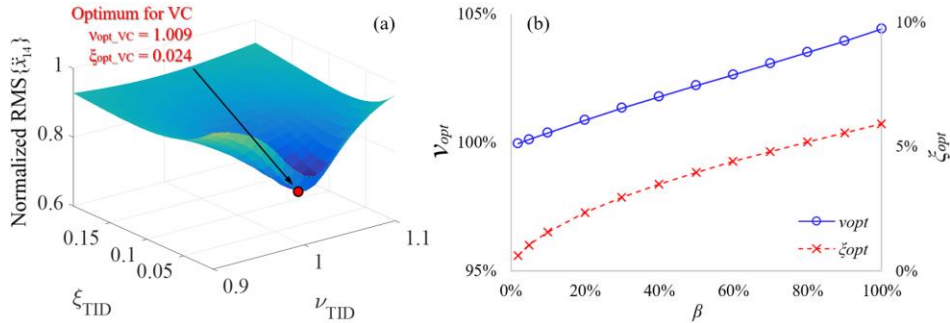 Optimum for VC
νopt_VC = 1.009
ξopt_VC = 0.024
(a)
Normalized RMS{ẍ14}
1
0.8
0.6
0.15
0.1
0.05
ξTID
0.9
1
1.1
νTID
(b)
105%
100%
95%
νopt
10%
5%
0%
ξopt
νopt
ξopt
0%
20%
40%
60%
80%
100%
β